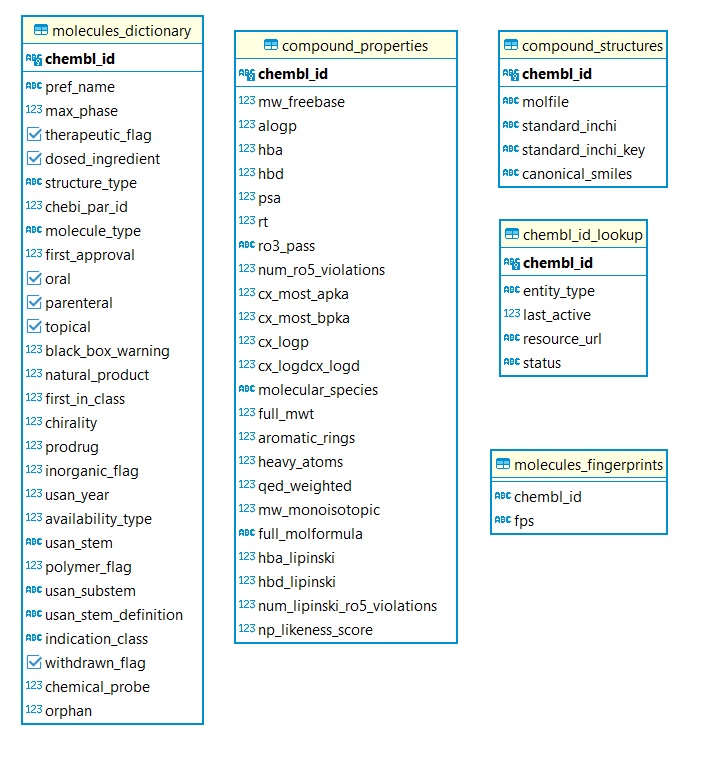 molecules_dictionary
ABC chembl_id
ABC pref_name
123 max_phase
therapeutic_flag
dosed_ingredient
ABC structure_type
123 chebi_par_id
ABC molecule_type
123 first_approval
oral
parenteral
topical
123 black_box_warning
123 natural_product
123 first_in_class
123 chirality
123 prodrug
123 inorganic_flag
123 usan_year
123 availability_type
ABC usan_stem
123 polymer_flag
ABC usan_substem
ABC usan_stem_definition
ABC indication_class
withdrawn_flag
123 chemical_probe
123 orphan
compound_properties
ABC chembl_id
123 mw_freebase
123 alogp
123 hba
123 hbd
123 psa
123 rt
ABC ro3_pass
123 num_ro5_violations
123 cx_most_apka
123 cx_most_bpka
123 cx_logp
123 cx_logdcx_logd
ABC molecular_species
123 full_mwt
123 aromatic_rings
123 heavy_atoms
123 qed_weighted
123 mw_monoisotopic
ABC full_molformula
123 hba_lipinski
123 hbd_lipinski
123 num_lipinski_ro5_violations
123 np_likeness_score
compound_structures
ABC chembl_id
ABC molfile
ABC standard_inchi
ABC standard_inchi_key
ABC canonical_smiles
chembl_id_lookup
ABC chembl_id
ABC entity_type
123 last_active
ABC resource_url
ABC status
molecules_fingerprints
ABC chembl_id
ABC fps